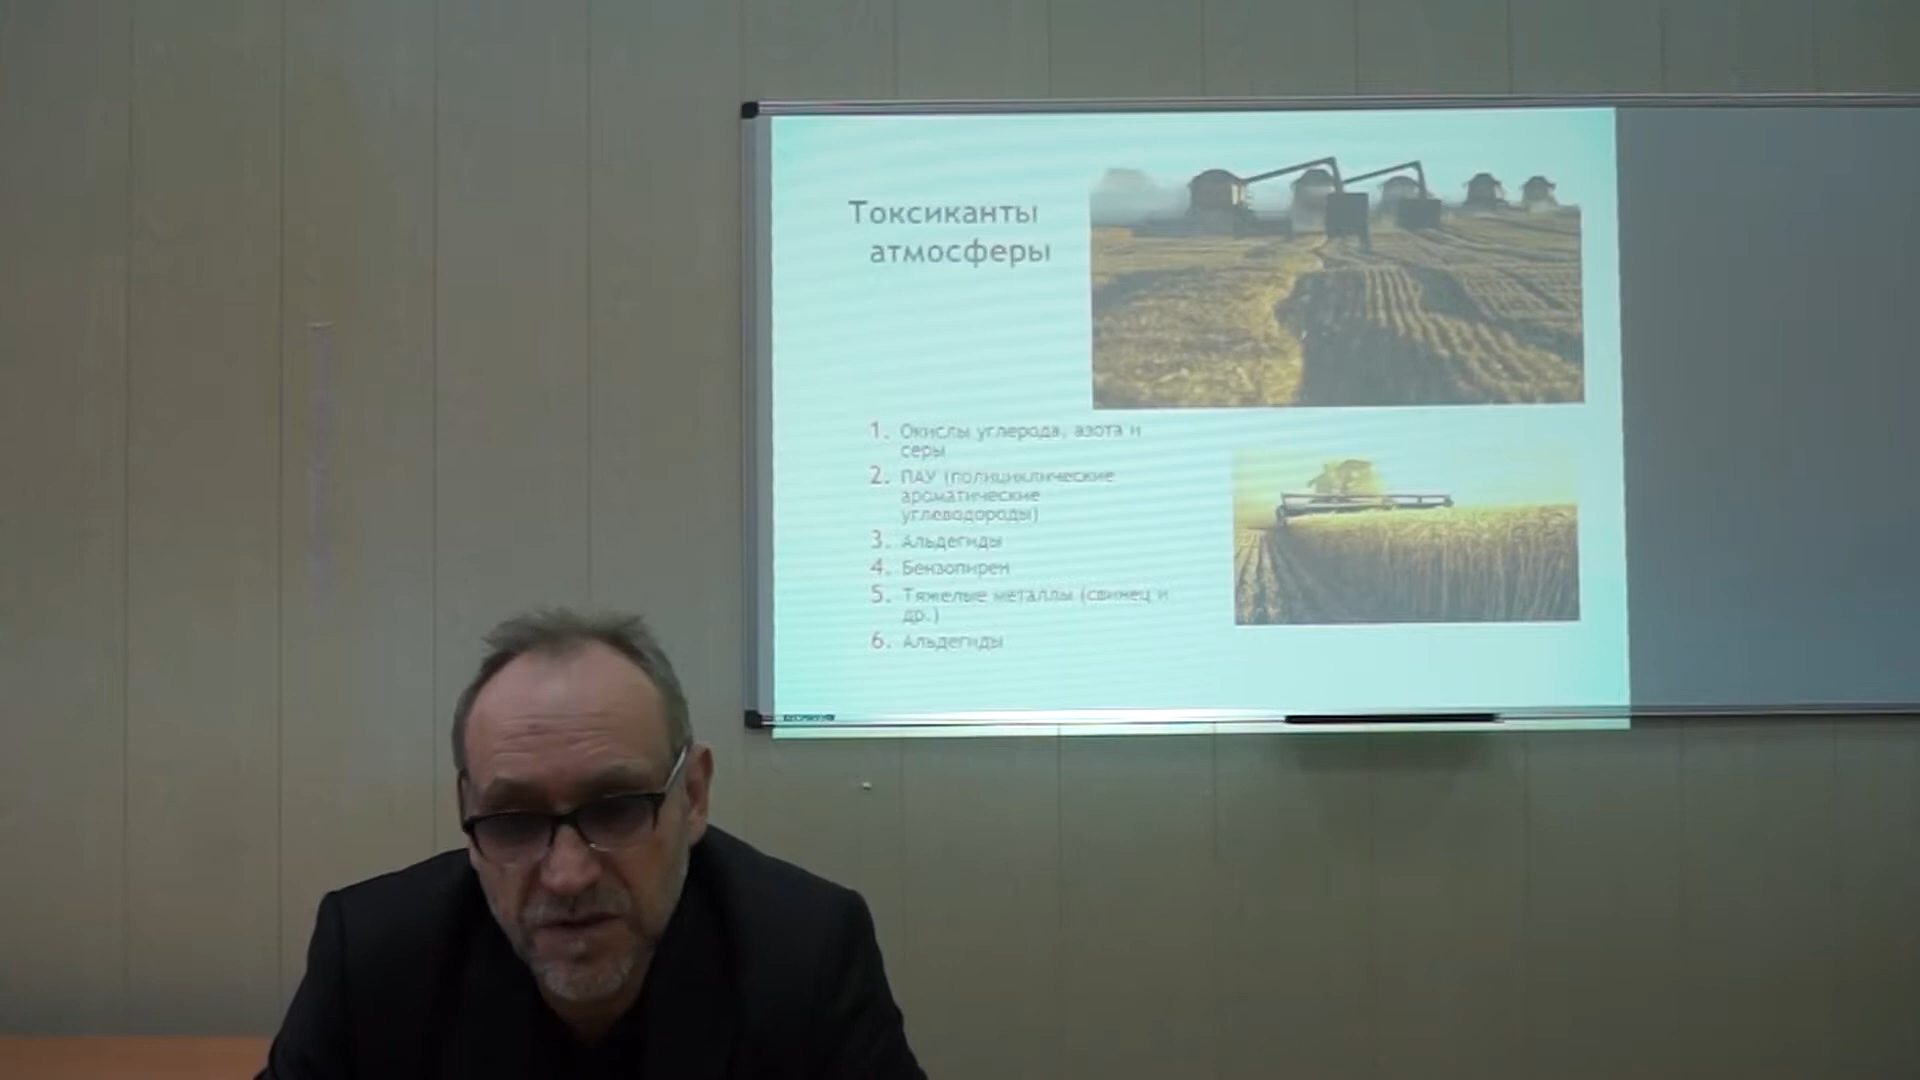 Токсиканты
атмосферы
1. Окислы углерода, азота и
серы
2. ПАУ (полициклические
ароматические
углеводороды)
3. Альдегиды
4. Бензопирен
5. Тяжелые металлы (свинец и
др.)
6. Альдегиды